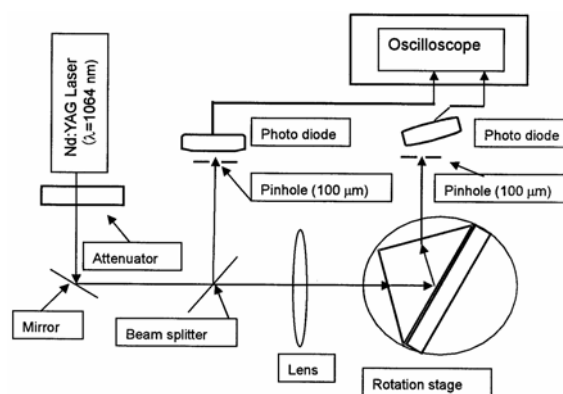 Oscilloscope
Nd:YAG Laser
(λ=1064 nm)
Photo diode
Photo diode
Pinhole (100 μm)
Pinhole (100 μm)
Attenuator
Mirror
Beam splitter
Lens
Rotation stage